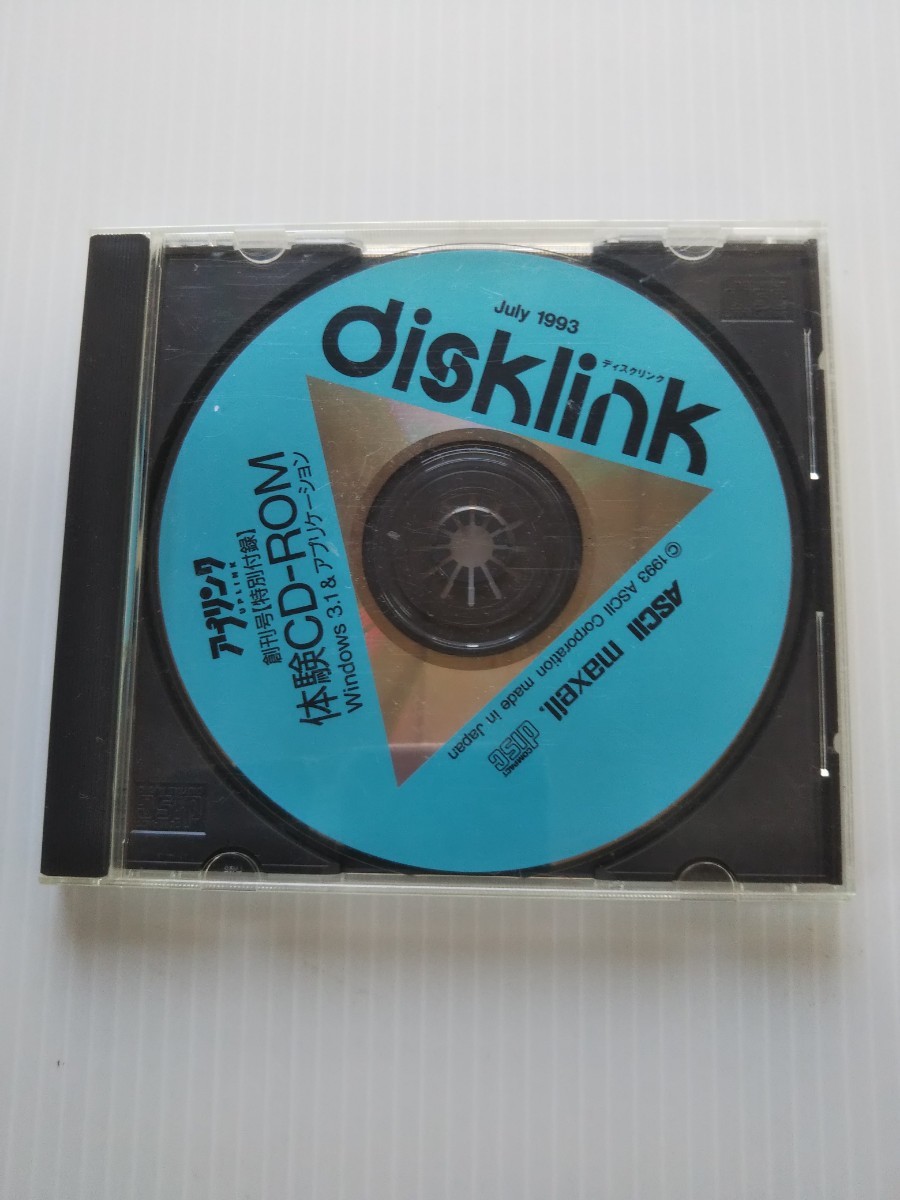 July 1993
disklink
ディスクリンク
アップリンク
UPLINK
創刊号【特別付録】
体験CD-ROM
Windows 3.1 & アプリケーション
ASCII maxell.
© 1993 ASCII Corporation made in Japan
COMPACT
disc